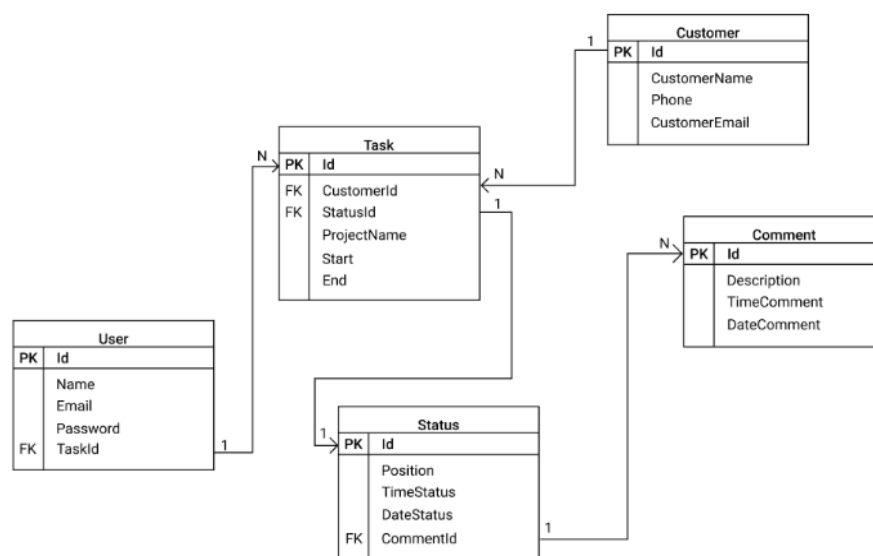 Customer
1
PK Id
CustomerName
Phone
CustomerEmail
Task
N
PK Id
N
FK CustomerId
1
FK StatusId
ProjectName
Start
End
Comment
N
PK Id
Description
TimeComment
DateComment
User
PK Id
Name
Email
Password
1
FK TaskId
Status
1
PK Id
Position
TimeStatus
DateStatus
1
FK CommentId